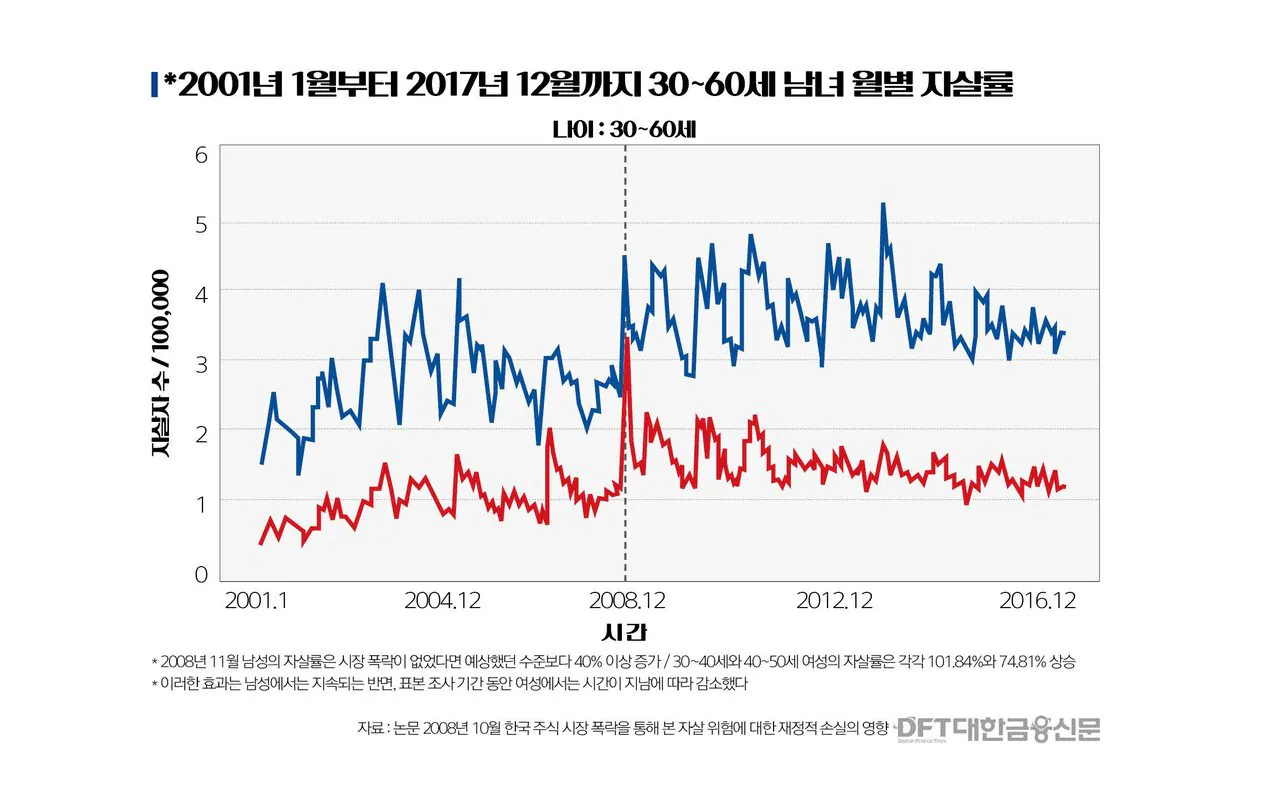 *2001년 1월부터 2017년 12월까지 30~60세 남녀 월별 자살률
나이 : 30~60세
자살자 수 / 100,000
6
5
4
3
2
1
0
2001.1 2004.12 2008.12 2012.12 2016.12
시간
* 2008년 11월 남성의 자살률은 시장 폭락이 없었다면 예상했던 수준보다 40% 이상 증가 / 30~40세와 40~50세 여성의 자살률은 각각 101.84%와 74.81% 상승
* 이러한 효과는 남성에서는 지속되는 반면, 표본 조사 기간 동안 여성에서는 시간이 지남에 따라 감소했다
자료 : 논문 2008년 10월 한국 주식 시장 폭락을 통해 본 자살 위험에 대한 재정적 손실의 영향 DFT대한금융신문